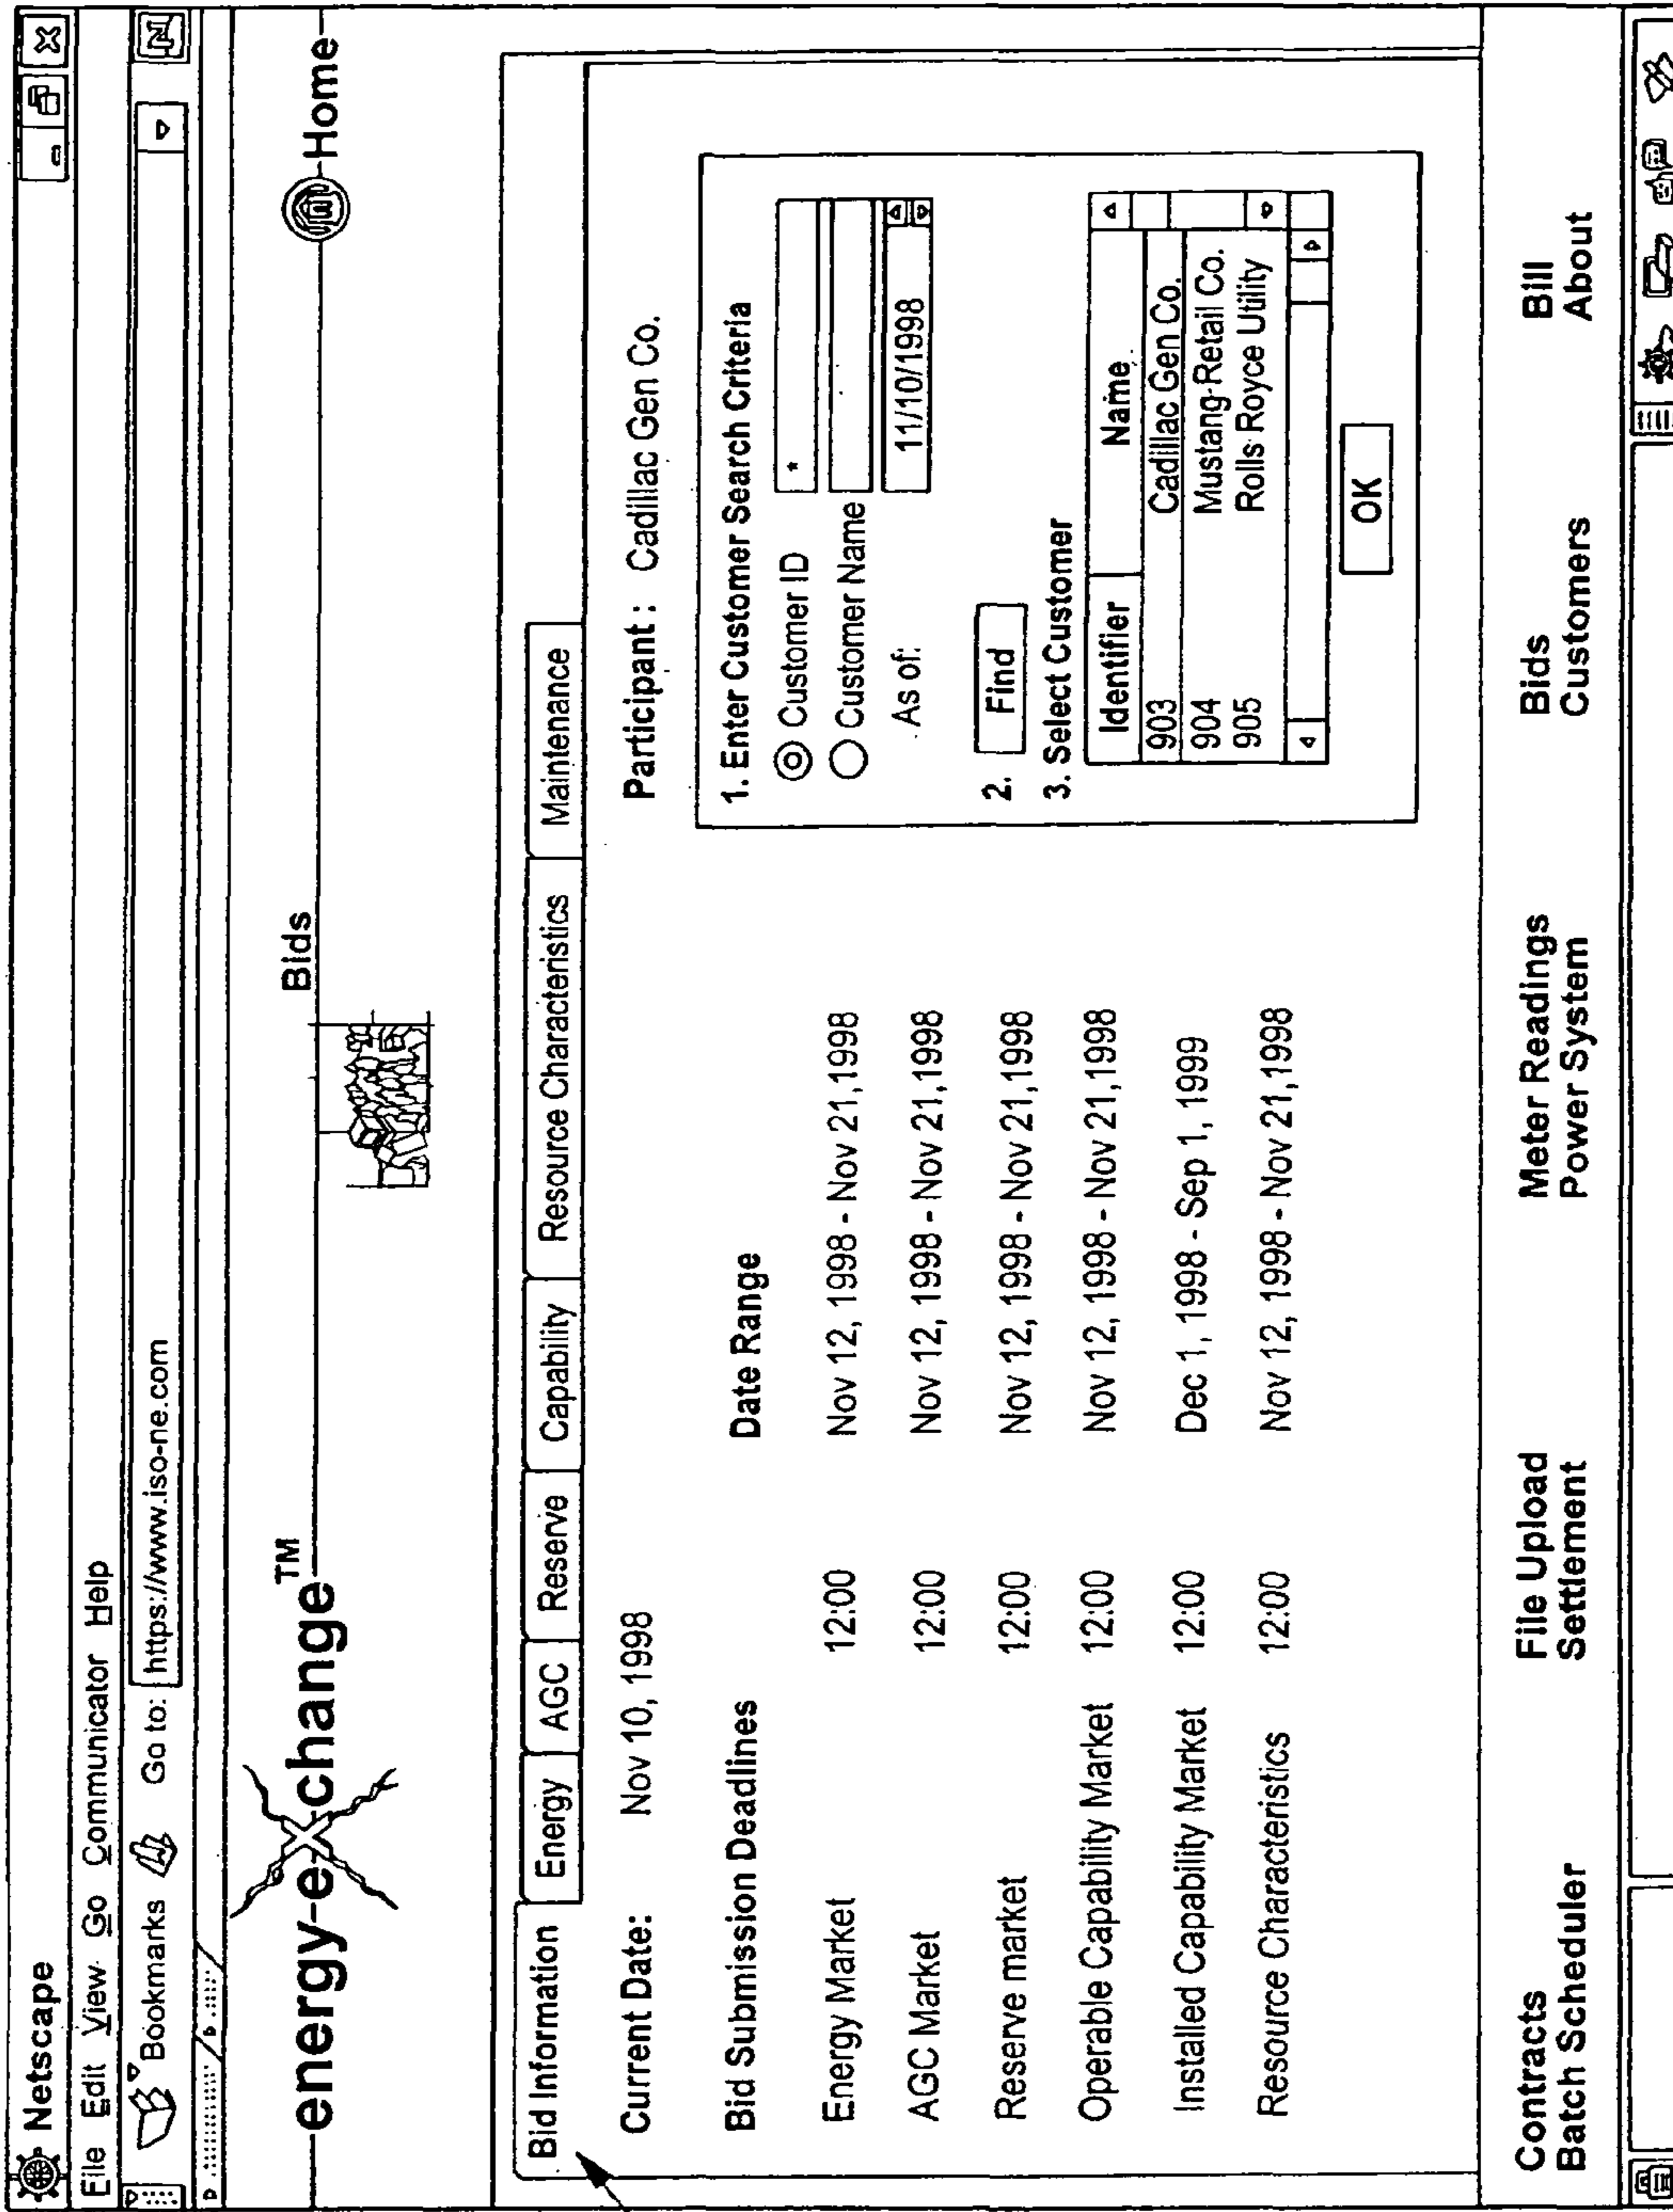 Netscape
File Edit View Go Communicator Help
Bookmarks Go to: https://www.iso-ne.com
energy-e-change™ Bids Home
Bid Information Energy AGC Reserve Capability Resource Characteristics Maintenance
Current Date: Nov 10, 1998 Participant : Cadillac Gen Co.
Bid Submission Deadlines Date Range
Energy Market 12:00 Nov 12, 1998 - Nov 21,1998
AGC Market 12:00 Nov 12, 1998 - Nov 21,1998
Reserve market 12:00 Nov 12, 1998 - Nov 21,1998
Operable Capability Market 12:00 Nov 12, 1998 - Nov 21,1998
Installed Capability Market 12:00 Dec 1, 1998 - Sep 1, 1999
Resource Characteristics 12:00 Nov 12, 1998 - Nov 21,1998
1. Enter Customer Search Criteria
Customer ID *
Customer Name
As of: 11/10/1998
2. Find
3. Select Customer
Identifier Name
903 Cadillac Gen Co.
904 Mustang-Retail Co.
905 Rolls Royce Utility
OK
Contracts File Upload Meter Readings Bids Bill
Batch Scheduler Settlement Power System Customers About